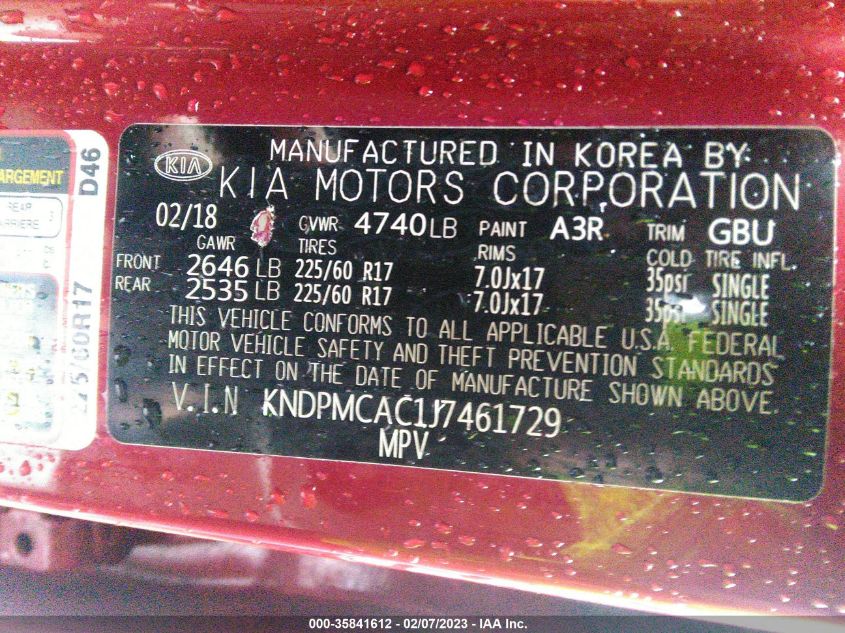 KIA
MANUFACTURED IN KOREA BY
KIA MOTORS CORPORATION
02/18 GVWR 4740LB PAINT A3R TRIM GBU
GAWR TIRES RIMS COLD TIRE INFL.
FRONT 2646 LB 225/60 R17 7.0Jx17 35psi SINGLE
REAR 2535 LB 225/60 R17 7.0Jx17 35psi SINGLE
THIS VEHICLE CONFORMS TO ALL APPLICABLE U.S.A. FEDERAL
MOTOR VEHICLE SAFETY AND THEFT PREVENTION STANDARDS
IN EFFECT ON THE DATE OF MANUFACTURE SHOWN ABOVE.
V.I.N KNDPMCAC1J7461729
MPV
ARGEMENT
REAR
ARRIERE
D46
000-35841612 - 02/07/2023 - IAA Inc.